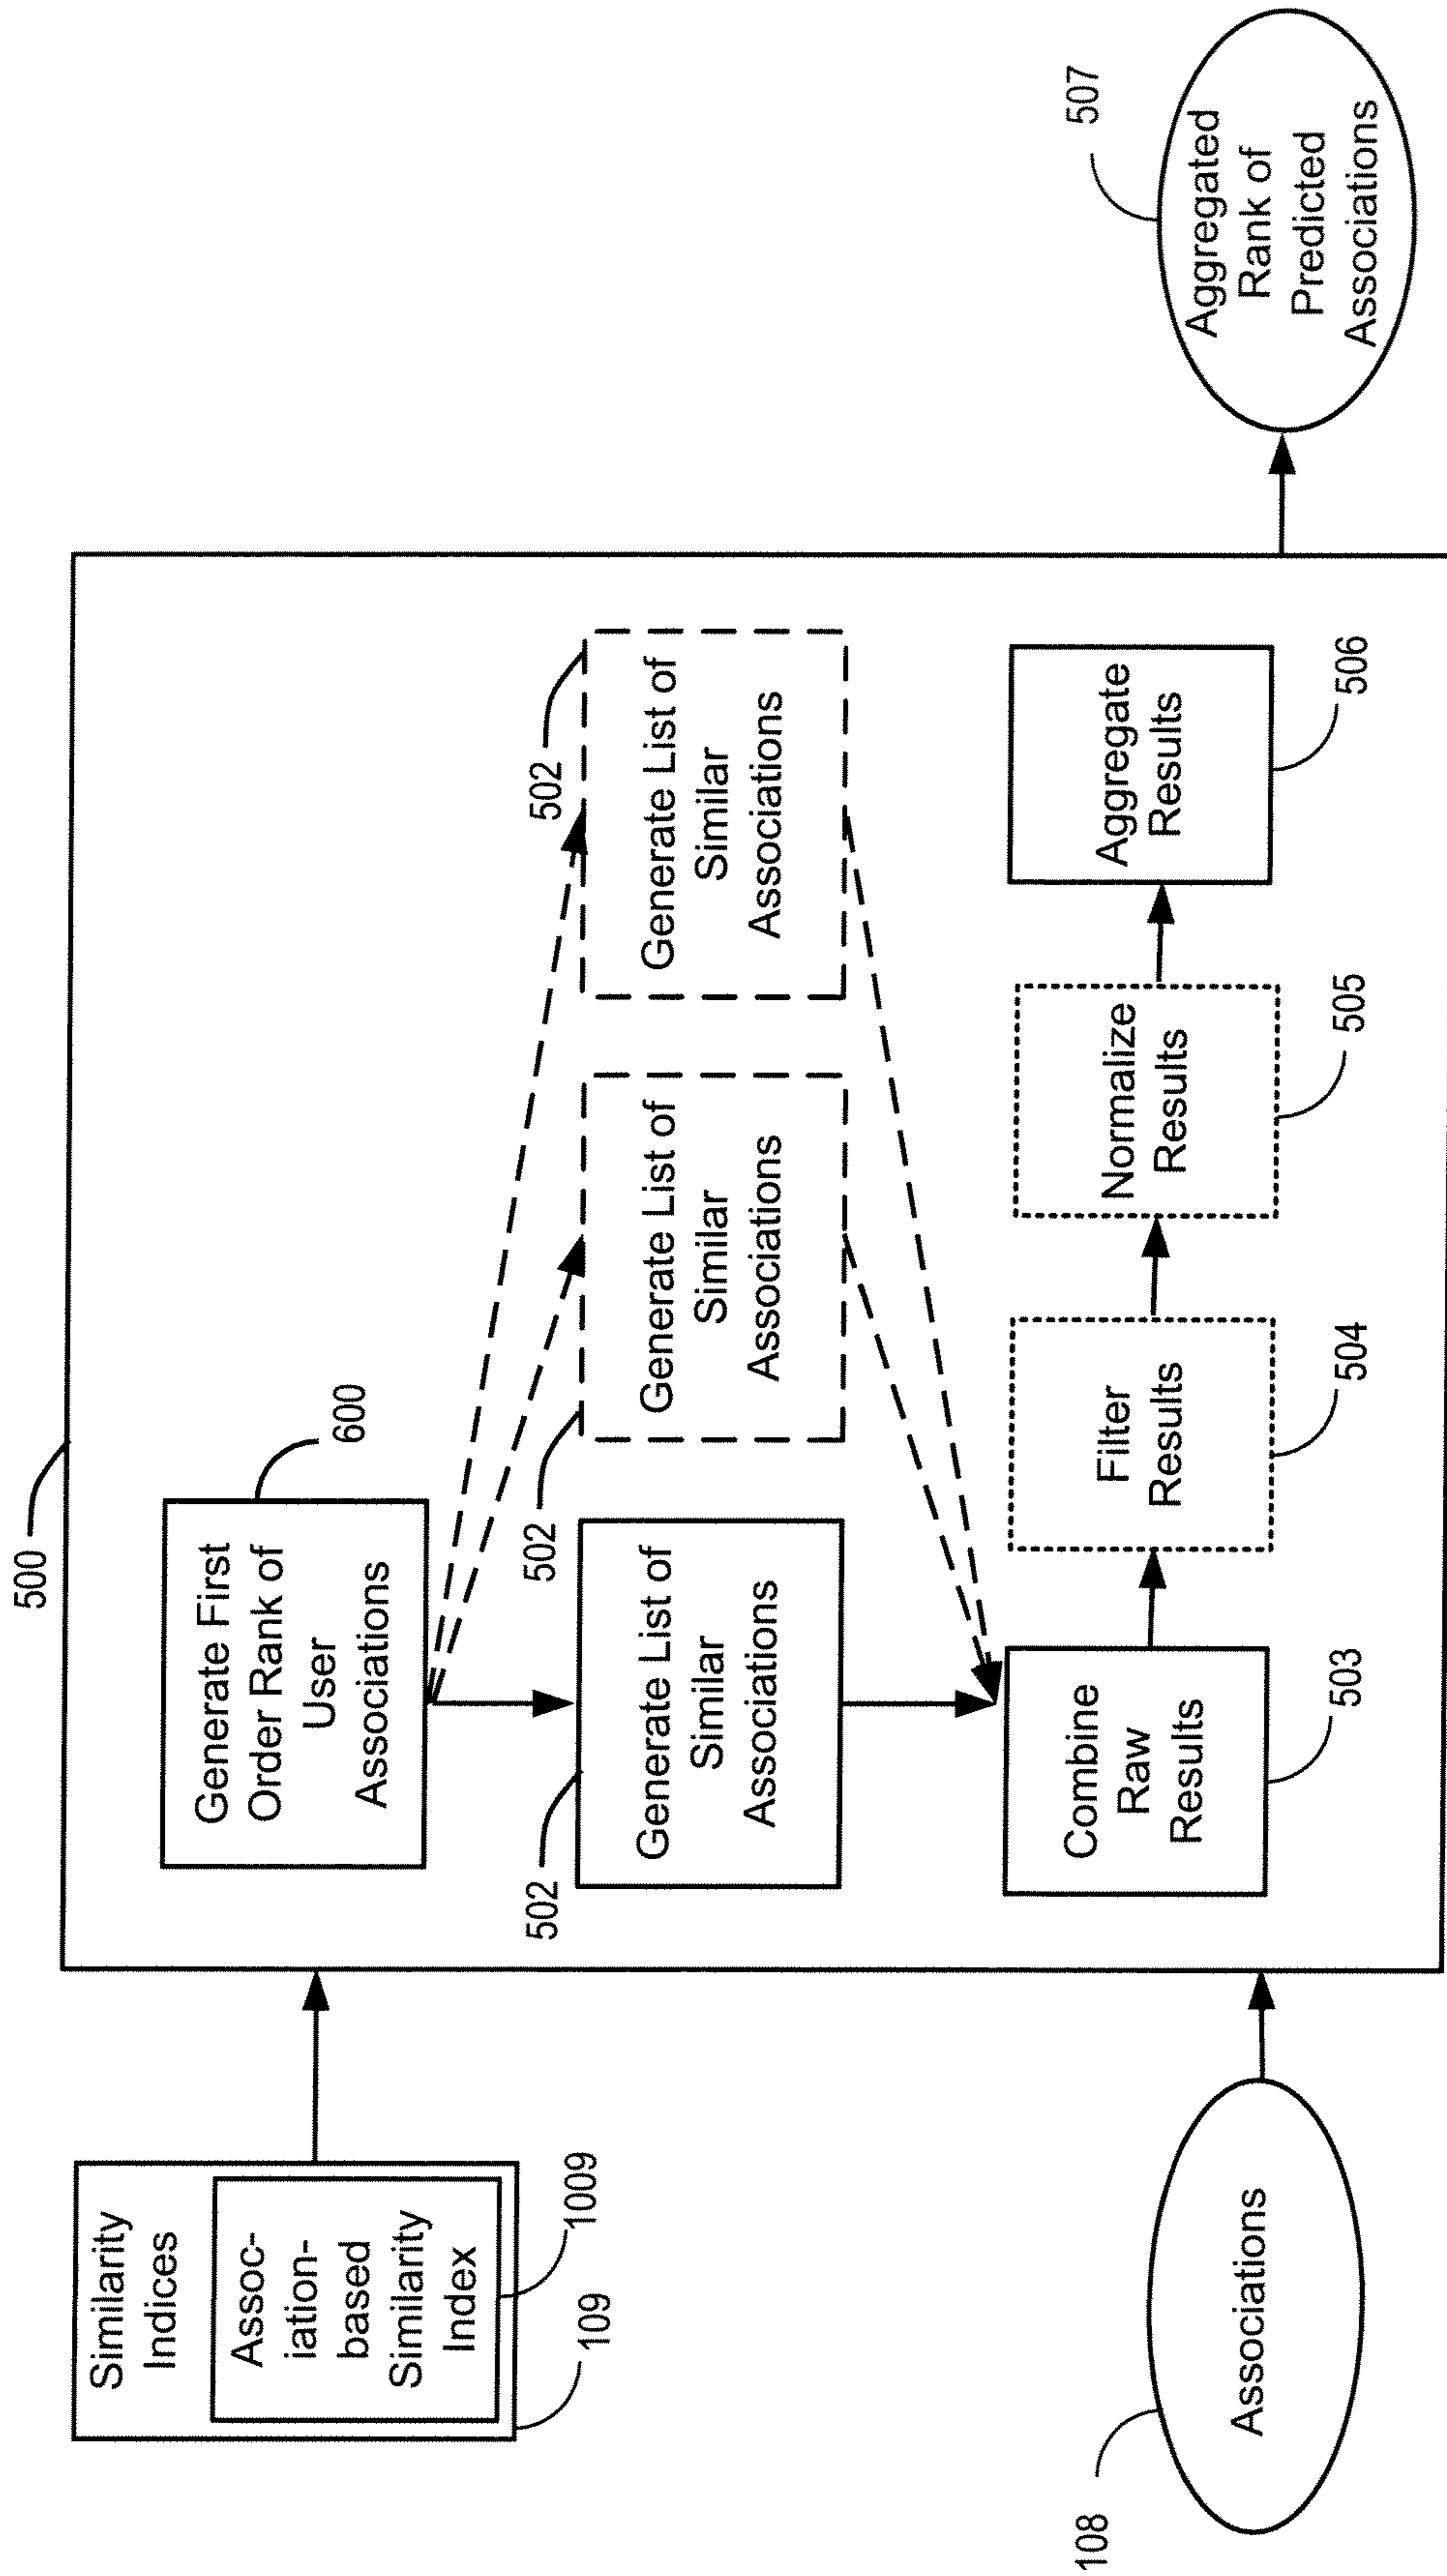 500
Similarity
Indices
Assoc-
iation-
based
Similarity
Index
1009
109
Generate First
Order Rank of
User
Associations
600
502
Generate List of
Similar
Associations
502
Generate List of
Similar
Associations
502
Generate List of
Similar
Associations
108
Associations
Combine
Raw
Results
503
Filter
Results
504
Normalize
Results
505
Aggregate
Results
506
507
Aggregated
Rank of
Predicted
Associations